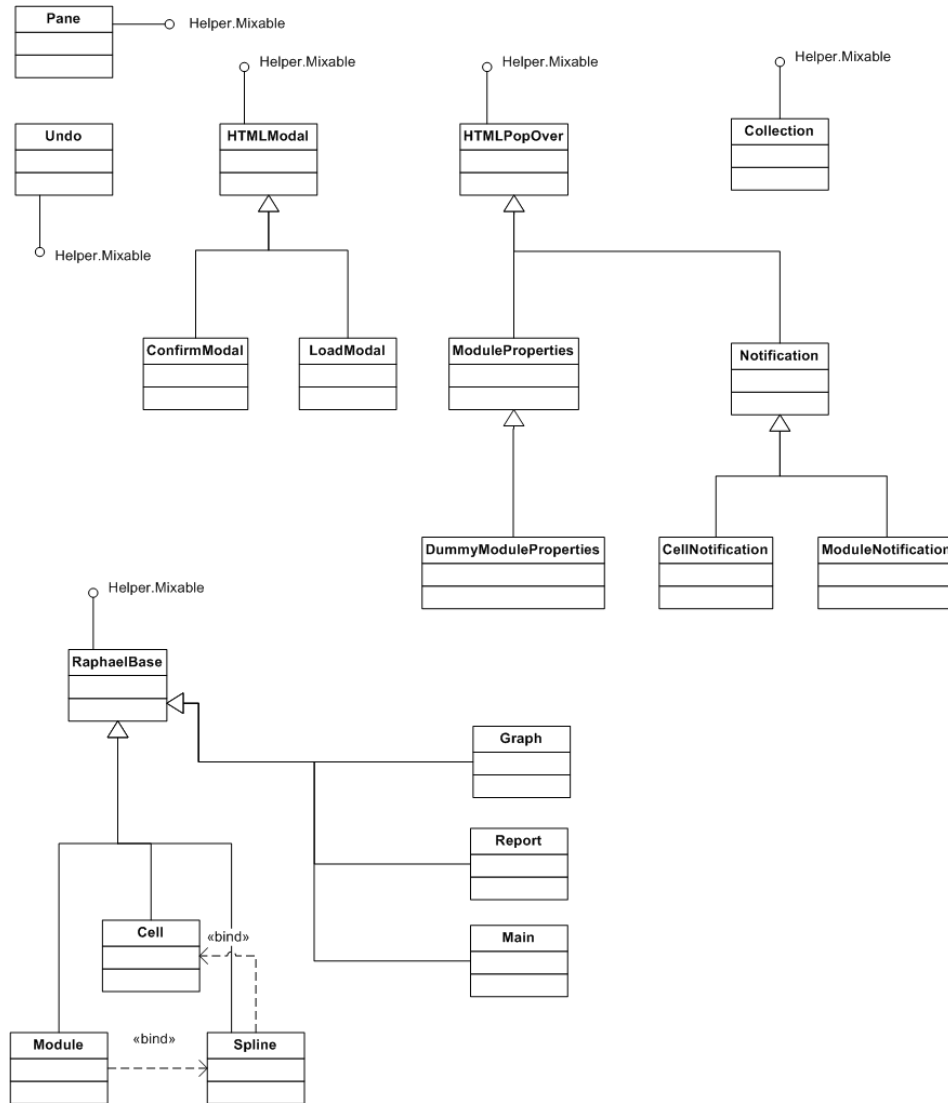 Pane
Helper.Mixable
Helper.Mixable
Helper.Mixable
Helper.Mixable
Undo
HTMLModal
HTMLPopOver
Collection
Helper.Mixable
ConfirmModal
LoadModal
ModuleProperties
Notification
DummyModuleProperties
CellNotification
ModuleNotification
Helper.Mixable
RaphaelBase
Graph
Report
Cell
«bind»
Main
Module
«bind»
Spline